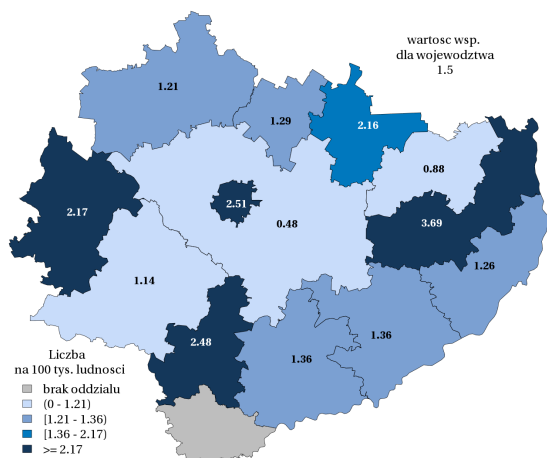 wartosc wsp.
dla wojewodztwa
1.5
1.21
1.29
2.16
0.88
2.17
2.51
0.48
3.69
1.26
1.14
2.48
1.36
1.36
Liczba
na 100 tys. ludnosci
brak oddzialu
(0 - 1.21)
[1.21 - 1.36)
[1.36 - 2.17)
>= 2.17